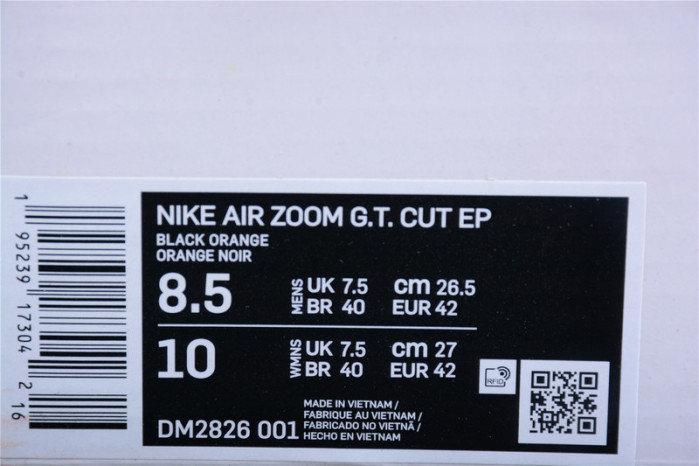 NIKE AIR ZOOM G.T. CUT EP
BLACK ORANGE
ORANGE NOIR
8.5 MENS UK 7.5 cm 26.5
BR 40 EUR 42
10 WMNS UK 7.5 cm 27
BR 40 EUR 42
RFID
MADE IN VIETNAM /
FABRIQUE AU VIETNAM /
FABRICADO NO VIETNÃ /
DM2826 001 HECHO EN VIETNAM
1 95239 17304 2 16